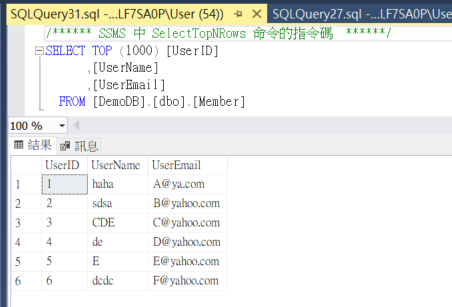 SQLQuery31.sql -...LF7SA0P\User (54))
SQLQuery27.sql -...LF7SA0P\Use
/****** SSMS 中 SelectTopNRows 命令的指令碼 ******/
SELECT TOP (1000) [UserID]
,[UserName]
,[UserEmail]
FROM [DemoDB].[dbo].[Member]
100 %
結果 訊息
UserID UserName UserEmail
1 1 haha A@ya.com
2 2 sdsa B@yahoo.com
3 3 CDE C@yahoo.com
4 4 de D@yahoo.com
5 5 E E@yahoo.com
6 6 dcdc F@yahoo.com